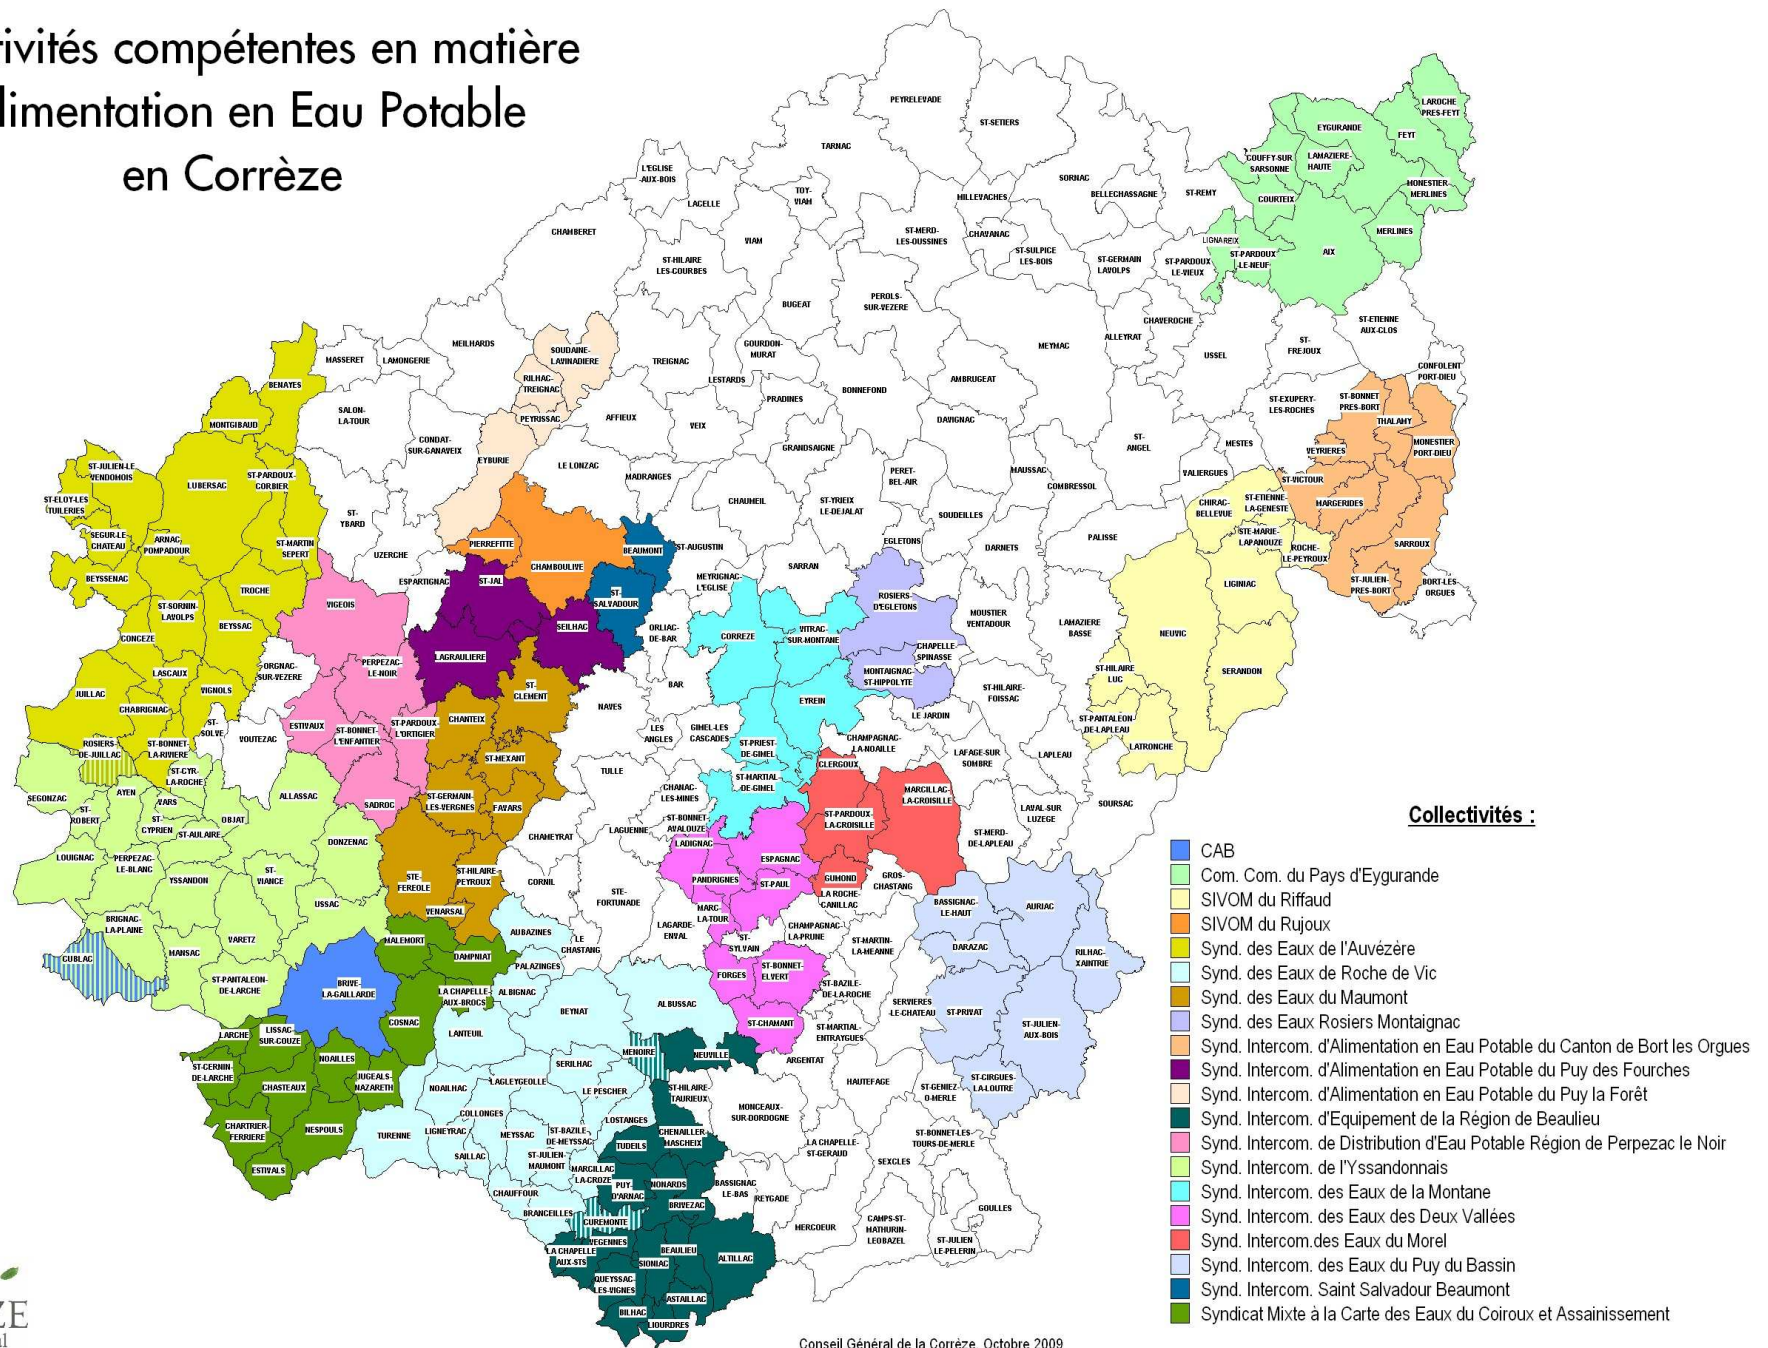 tivités compétentes en matière
limentation en Eau Potable
en Corrèze
PEYRELEVADE
ST-SETIERS
TARNAC
L'EGLISE
-AUX-BOIS
LACELLE
TOY-
VIAM
MILLEVACHES
SORNAC
BELLECHASSAGNE
ST-REMY
COUFFY-SUR
SARSONNE
EYGURANDE
LAMAZIERE-
HAUTE
FEYT
LAROCHE
PRES-FEYT
MONESTIER
MERLINES
COURTEIX
MERLINES
AIX
LIGNAREIX
ST-PARDOUX
-LE-NEUF
CHAMBERET
VIAM
ST-HILAIRE
LES-COURBES
ST-MERD-
LES-OUSSINES
CHAVANAC
ST-SULPICE
LES-BOIS
ST-GERMAIN
LAVOLPS
ST-PARDOUX
LE-VIEUX
BUGEAT
PEROLS-
SUR-VEZERE
MEYMAC
ALLEYRAT
CHAVEROCHE
USSEL
ST-
FREJOUX
ST-ETIENNE
AUX-CLOS
CONFOLENT
PORT-DIEU
MASSERET
LAMONGERIE
MEILHARDS
SOUDAINE-
LAVINADIERE
RILHAC-
TREIGNAC
PEYRISSAC
TREIGNAC
GOURDON-
MURAT
LESTARDS
PRADINES
BONNEFOND
AMBRUGEAT
DAVIGNAC
ST-EXUPERY-
LES-ROCHES
ST-BONNET
PRES-BORT
THALAMY
MONESTIER
PORT-DIEU
VEYRIERES
MESTES
ST-
ANGEL
VALIERGUES
ST-VICTOUR
MARGERIDES
SARROUX
ST-JULIEN-
PRES-BORT
BORT-LES
ORGUES
BENAYES
MONTGIBAUD
SALON-
LA-TOUR
CONDAT-
SUR-GANAVEIX
EYBURIE
AFFIEUX
VEIX
LE LONZAC
MADRANGES
GRANDSAIGNE
CHAUMEIL
ST-YRIEIX
LE-DEJALAT
PERET-
BEL-AIR
MAUSSAC
COMBRESSOL
SOUDEILLES
DARNETS
PALISSE
CHIRAC-
BELLEVUE
ST-ETIENNE-
LA-GENESTE
STE-MARIE-
LAPANOUZE
ROCHE-
LE-PEYROUX
LIGINIAC
NEUVIC
SERANDON
ST-JULIEN-LE
VENDOMOIS
LUBERSAC
ST-PARDOUX-
CORBIER
ST-ELOY-LES
TUILERIES
SEGUR-LE
CHATEAU
ARNAC
POMPADOUR
ST-MARTIN
SEPERT
ST-
YBARD
UZERCHE
ESPARTIGNAC
PIERREFITTE
CHAMBOULIVE
BEAUMONT
ST-AUGUSTIN
ST-JAL
ST-
SALVADOUR
SEILHAC
LAGRAULIERE
MEYRIGNAC-
L'EGLISE
SARRAN
EGLETONS
ROSIERS-
D'EGLETONS
MOUSTIER
VENTADOUR
LAMAZIERE
BASSE
BEYSSENAC
TROCHE
ST-SORNIN-
LAVOLPS
BEYSSAC
VIGEOIS
CONCEZE
LASCAUX
VIGNOLS
JUILLAC
CHABRIGNAC
ORGNAC-
SUR-VEZERE
PERPEZAC-
LE-NOIR
ORLIAC-
DE-BAR
CORREZE
VITRAC-
SUR-MONTANE
CHAPELLE-
SPINASSE
MONTAIGNAC-
ST-HIPPOLYTE
ST-HILAIRE-
FOISSAC
EYREIN
LE JARDIN
BAR
NAVES
ST-
CLEMENT
CHANTEIX
ST-
SOLVE
VOUTEZAC
ESTIVAUX
ST-BONNET-
L'ENFANTIER
ST-PARDOUX-
L'ORTIGIER
LES
ANGLES
GIMEL-LES
CASCADES
ST-PRIEST-
DE-GIMEL
CHAMPAGNAC-
LA-NOAILLE
LAFAGE-SUR
SOMBRE
LAPLEAU
ST-HILAIRE
LUC
ST-PANTALEON-
DE-LAPLEAU
LATRONCHE
SOURSAC
ROSIERS-
DE-JUILLAC
ST-BONNET-
LA-RIVIERE
ST-CYR-
LA-ROCHE
SEGONZAC
AYEN
VARS
ALLASSAC
SADROC
ST-MEXANT
ST-GERMAIN-
LES-VERGNES
FAVARS
TULLE
ST-MARTIAL
-DE-GIMEL
CLERGOUX
MARCILLAC-
LA-CROISILLE
LAVAL-SUR
LUZEGE
ST-
ROBERT
ST-
CYPRIEN
ST-AULAIRE
OBJAT
DONZENAC
CHAMEYRAT
LAGUENNE
CHANAC-
LES-MINES
ST-BONNET-
AVALOUZE
LADIGNAC
ST-PARDOUX-
LA-CROISILLE
ST-MERD-
DE-LAPLEAU
LOUIGNAC
PERPEZAC-
LE-BLANC
YSSANDON
ST-
VIANCE
USSAC
STE-
FEREOLE
ST-HILAIRE-
PEYROUX
CORNIL
STE-
FORTUNADE
PANDRIGNES
ESPAGNAC
ST-PAUL
GUMOND
LA ROCHE-
CANILLAC
GROS-
CHASTANG
VENARSAL
BRIGNAC-
LA-PLAINE
MANSAC
VARETZ
MALEMORT
AUBAZINES
LE
CHASTANG
LAGARDE-
ENVAL
MARC-
LA-TOUR
ST-
SYLVAIN
CHAMPAGNAC-
LA-PRUNE
ST-MARTIN-
LA-MEANNE
BASSIGNAC-
LE-HAUT
AURIAC
DARAZAC
RILHAC-
XAINTRIE
CUBLAC
ST-PANTALEON-
DE-LARCHE
BRIVE-
LA-GAILLARDE
DAMPNIAT
PALAZINGES
LA CHAPELLE-
AUX-BROCS
ALBIGNAC
COSNAC
LANTEUIL
BEYNAT
ALBUSSAC
FORGES
ST-BONNET-
ELVERT
ST-BAZILE-
DE-LA-ROCHE
ST-CHAMANT
ST-MARTIAL-
ENTRAYGUES
SERVIERES
LE-CHATEAU
ST-PRIVAT
ST-JULIEN-
AUX-BOIS
LARCHE
LISSAC-
SUR-COUZE
NOAILLES
ST-CERNIN-
DE-LARCHE
CHASTEAUX
JUGEALS-
NAZARETH
NOAILHAC
LAGLEYGEOLLE
SERILHAC
MENOIRE
NEUVILLE
ARGENTAT
LE PESCHER
ST-HILAIRE-
TAURIEUX
HAUTEFAGE
ST-GENIEZ-
O-MERLE
ST-CIRGUES-
LA-LOUTRE
CHARTRIER-
FERRIERE
NESPOULS
ESTIVALS
TURENNE
LIGNEYRAC
COLLONGES
MEYSSAC
SAILLAC
ST-BAZILE-
DE-MEYSSAC
ST-JULIEN-
MAUMONT
LOSTANGES
TUDEILS
CHENAILLER-
MASCHEIX
MONCEAUX-
SUR-DORDOGNE
LA CHAPELLE-
ST-GERAUD
ST-BONNET-LES-
TOURS-DE-MERLE
SEXCLES
MARCILLAC
LA-CROZE
CHAUFFOUR
BRANCEILLES
PUY-
D'ARNAC
NONARDS
BASSIGNAC
LE-BAS
BRIVEZAC
REYGADE
CUREMONTE
VEGENNES
LA CHAPELLE
AUX-STS
BEAULIEU
SIONIAC
ALTILLAC
MERCOEUR
CAMPS-ST-
MATHURIN-
LEOBAZEL
GOULLES
ST-JULIEN
LE-PELERIN
QUEYSSAC-
LES-VIGNES
ASTAILLAC
BILHAC
LIOURDRES
Collectivités :
CAB
Com. Com. du Pays d'Eygurande
SIVOM du Riffaud
SIVOM du Rujoux
Synd. des Eaux de l'Auvézère
Synd. des Eaux de Roche de Vic
Synd. des Eaux du Maumont
Synd. des Eaux Rosiers Montaignac
Synd. Intercom. d'Alimentation en Eau Potable du Canton de Bort les Orgues
Synd. Intercom. d'Alimentation en Eau Potable du Puy des Fourches
Synd. Intercom. d'Alimentation en Eau Potable du Puy la Forêt
Synd. Intercom. d'Equipement de la Région de Beaulieu
Synd. Intercom. de Distribution d'Eau Potable Région de Perpezac le Noir
Synd. Intercom. de l'Yssandonnais
Synd. Intercom. des Eaux de la Montane
Synd. Intercom. des Eaux des Deux Vallées
Synd. Intercom.des Eaux du Morel
Synd. Intercom. des Eaux du Puy du Bassin
Synd. Intercom. Saint Salvadour Beaumont
Syndicat Mixte à la Carte des Eaux du Coiroux et Assainissement
ZE
al
Conseil Général de la Corrèze, Octobre 2009